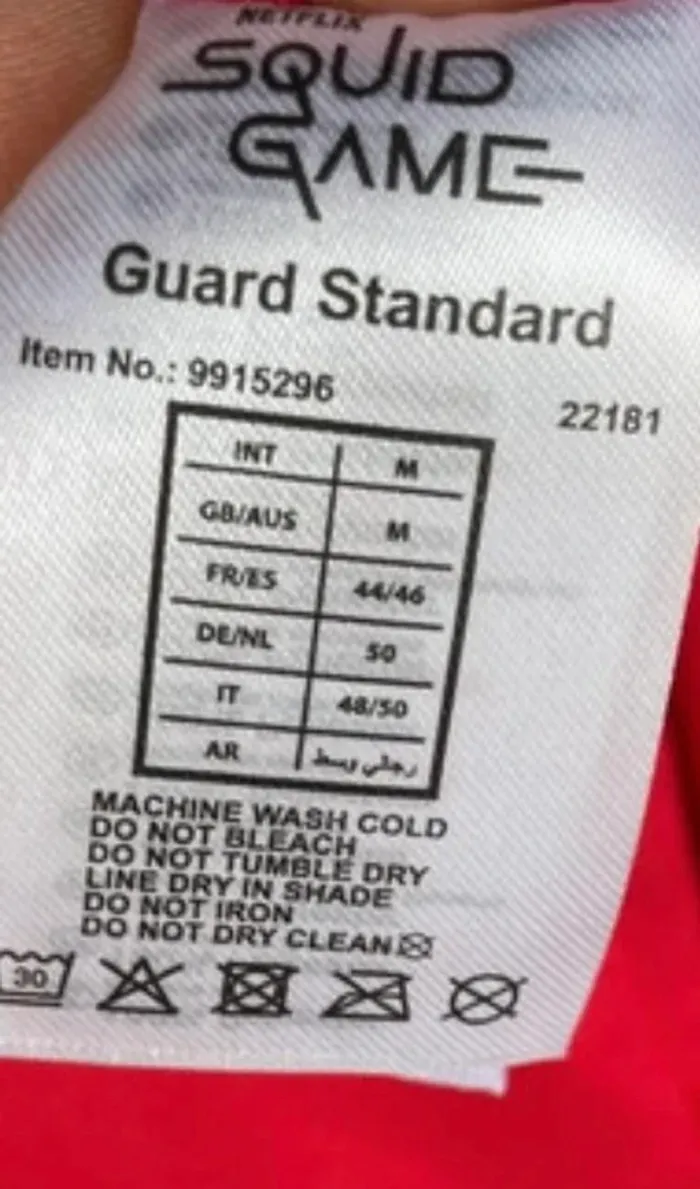 NETFLIX
SQUID
GAME
Guard Standard
Item No.: 9915296
22181
INT M
GB/AUS M
FR/ES 44/46
DE/NL 50
IT 48/50
AR رجالي وسط
MACHINE WASH COLD
DO NOT BLEACH
DO NOT TUMBLE DRY
LINE DRY IN SHADE
DO NOT IRON
DO NOT DRY CLEAN
30